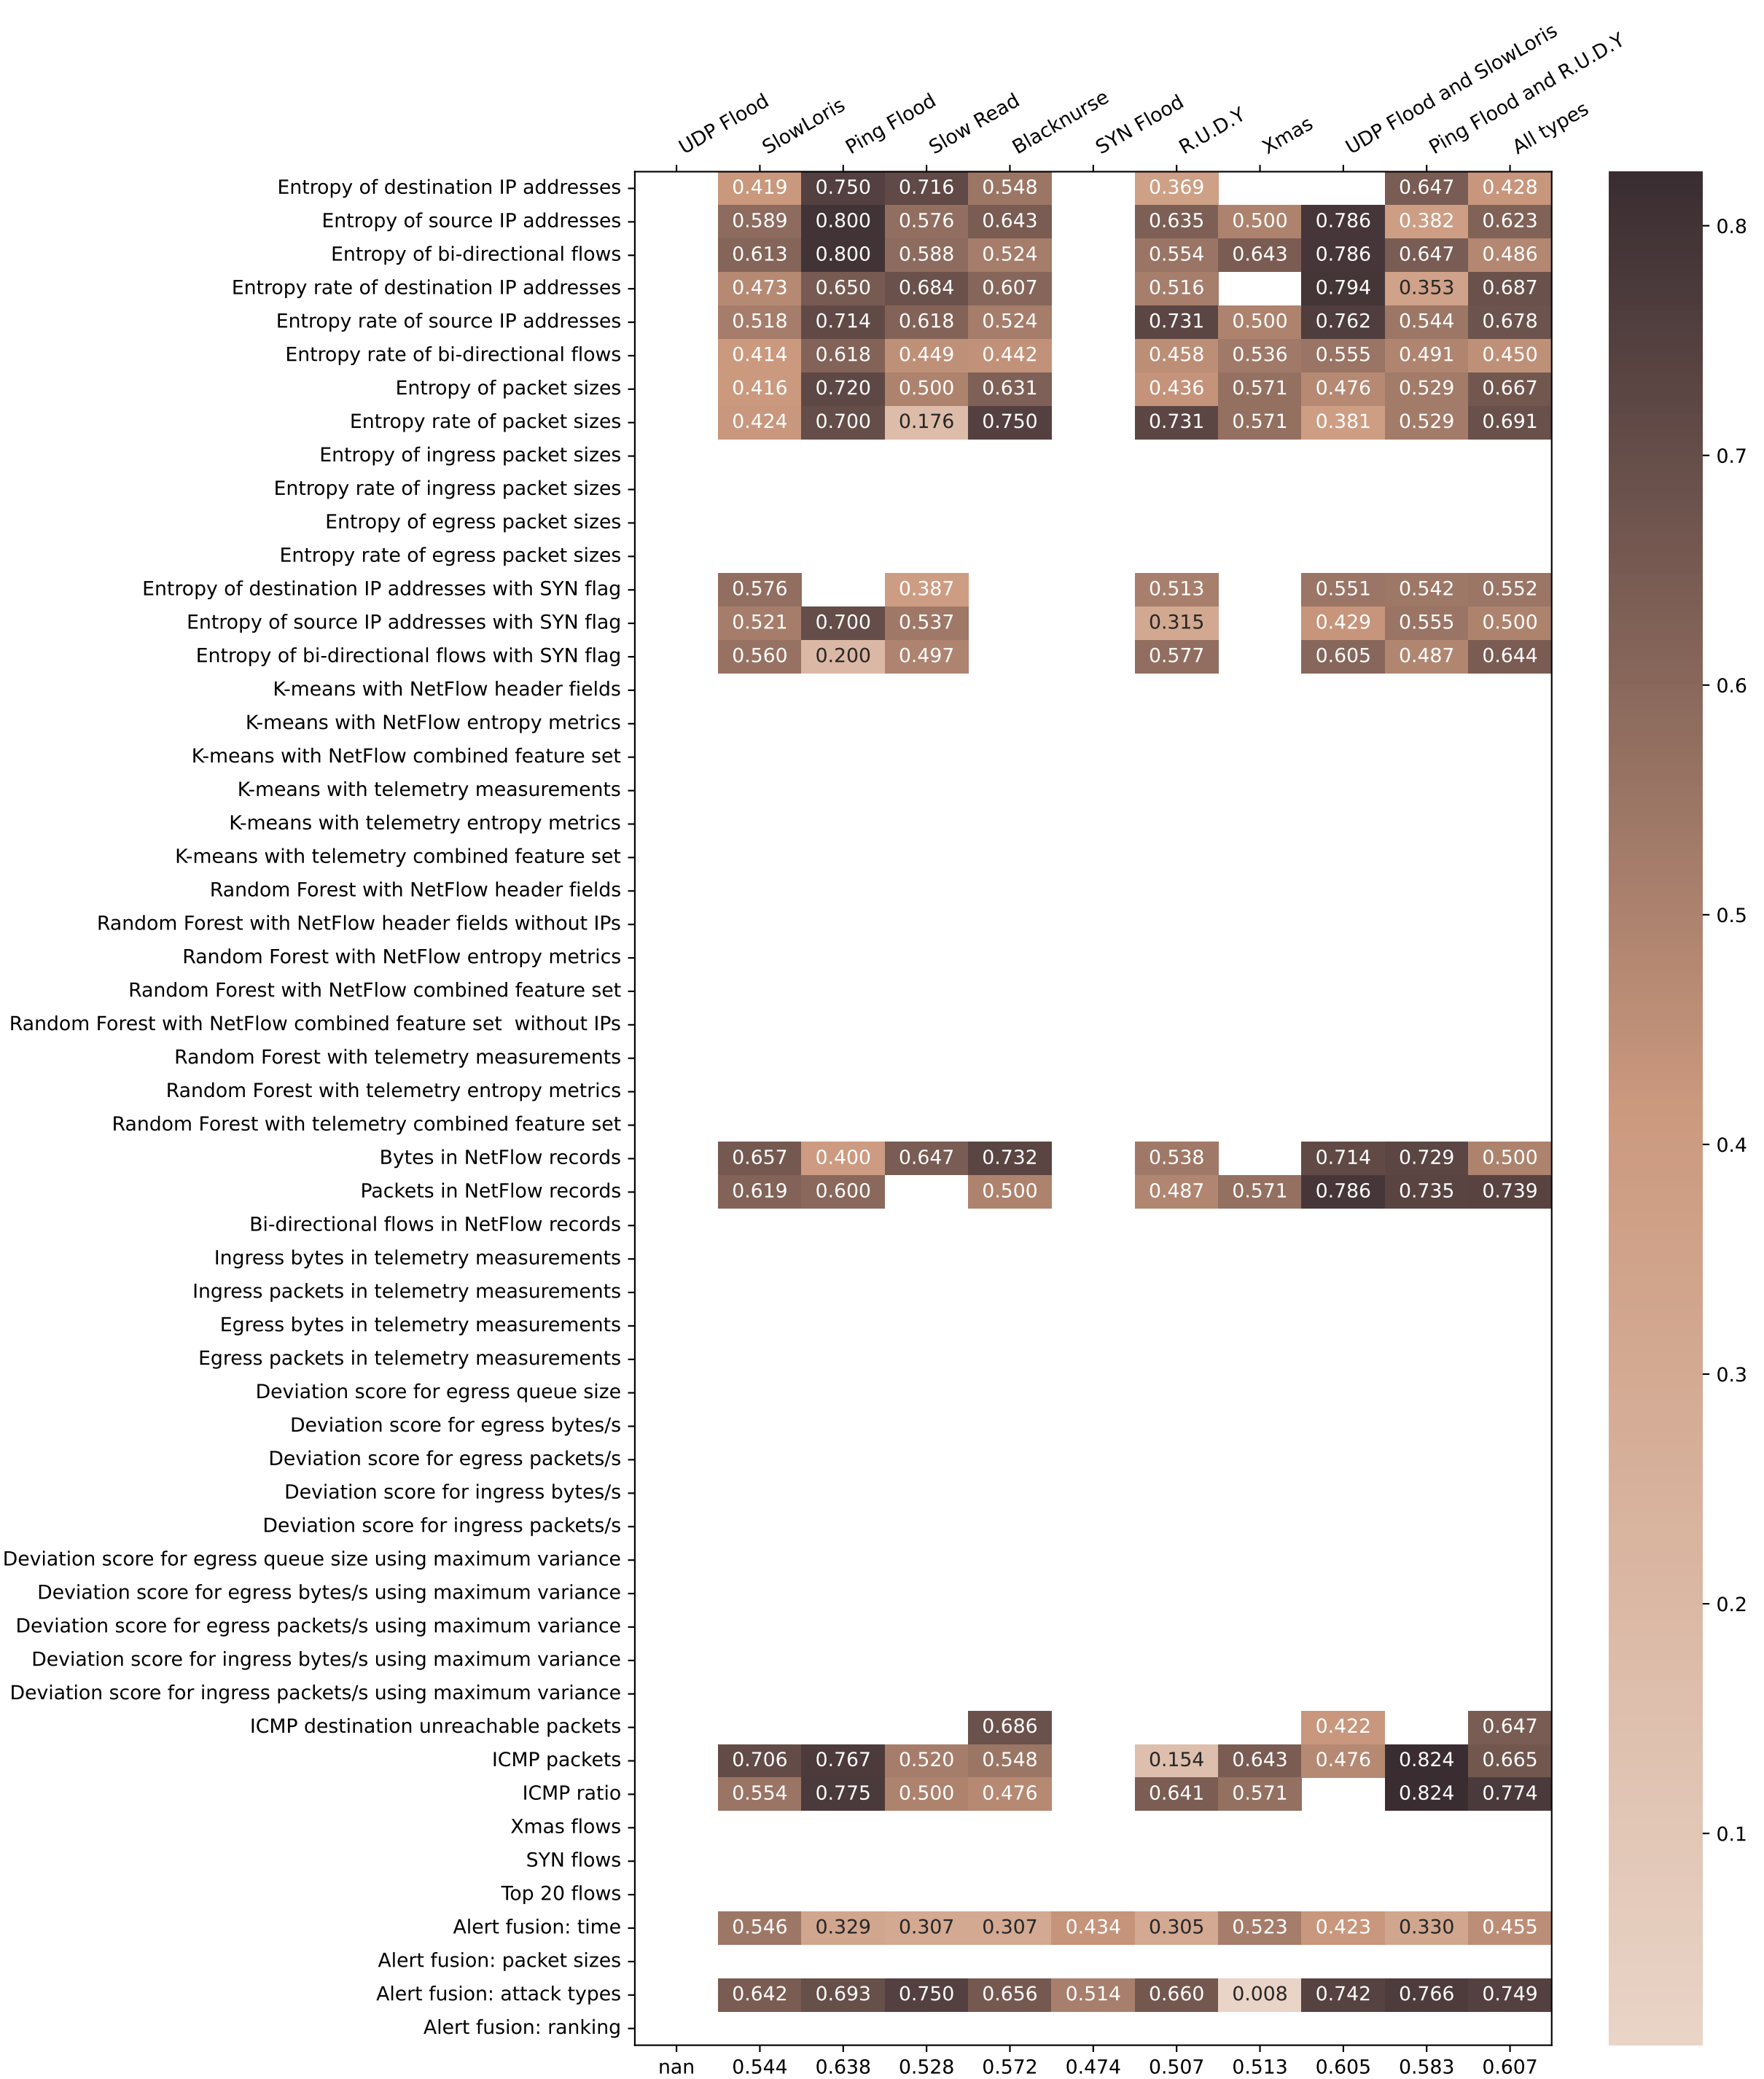 UDP Flood SlowLoris Ping Flood Slow Read Blacknurse SYN Flood R.U.D.Y Xmas UDP Flood and SlowLoris Ping Flood and R.U.D.Y All types
Entropy of destination IP addresses 0.419 0.750 0.716 0.548 0.369 0.647 0.428
Entropy of source IP addresses 0.589 0.800 0.576 0.643 0.635 0.500 0.786 0.382 0.623
Entropy of bi-directional flows 0.613 0.800 0.588 0.524 0.554 0.643 0.786 0.647 0.486
Entropy rate of destination IP addresses 0.473 0.650 0.684 0.607 0.516 0.794 0.353 0.687
Entropy rate of source IP addresses 0.518 0.714 0.618 0.524 0.731 0.500 0.762 0.544 0.678
Entropy rate of bi-directional flows 0.414 0.618 0.449 0.442 0.458 0.536 0.555 0.491 0.450
Entropy of packet sizes 0.416 0.720 0.500 0.631 0.436 0.571 0.476 0.529 0.667
Entropy rate of packet sizes 0.424 0.700 0.176 0.750 0.731 0.571 0.381 0.529 0.691
Entropy of ingress packet sizes
Entropy rate of ingress packet sizes
Entropy of egress packet sizes
Entropy rate of egress packet sizes
Entropy of destination IP addresses with SYN flag 0.576 0.387 0.513 0.551 0.542 0.552
Entropy of source IP addresses with SYN flag 0.521 0.700 0.537 0.315 0.429 0.555 0.500
Entropy of bi-directional flows with SYN flag 0.560 0.200 0.497 0.577 0.605 0.487 0.644
K-means with NetFlow header fields
K-means with NetFlow entropy metrics
K-means with NetFlow combined feature set
K-means with telemetry measurements
K-means with telemetry entropy metrics
K-means with telemetry combined feature set
Random Forest with NetFlow header fields
Random Forest with NetFlow header fields without IPs
Random Forest with NetFlow entropy metrics
Random Forest with NetFlow combined feature set
Random Forest with NetFlow combined feature set  without IPs
Random Forest with telemetry measurements
Random Forest with telemetry entropy metrics
Random Forest with telemetry combined feature set
Bytes in NetFlow records 0.657 0.400 0.647 0.732 0.538 0.714 0.729 0.500
Packets in NetFlow records 0.619 0.600 0.500 0.487 0.571 0.786 0.735 0.739
Bi-directional flows in NetFlow records
Ingress bytes in telemetry measurements
Ingress packets in telemetry measurements
Egress bytes in telemetry measurements
Egress packets in telemetry measurements
Deviation score for egress queue size
Deviation score for egress bytes/s
Deviation score for egress packets/s
Deviation score for ingress bytes/s
Deviation score for ingress packets/s
Deviation score for egress queue size using maximum variance
Deviation score for egress bytes/s using maximum variance
Deviation score for egress packets/s using maximum variance
Deviation score for ingress bytes/s using maximum variance
Deviation score for ingress packets/s using maximum variance
ICMP destination unreachable packets 0.686 0.422 0.647
ICMP packets 0.706 0.767 0.520 0.548 0.154 0.643 0.476 0.824 0.665
ICMP ratio 0.554 0.775 0.500 0.476 0.641 0.571 0.824 0.774
Xmas flows
SYN flows
Top 20 flows
Alert fusion: time 0.546 0.329 0.307 0.307 0.434 0.305 0.523 0.423 0.330 0.455
Alert fusion: packet sizes
Alert fusion: attack types 0.642 0.693 0.750 0.656 0.514 0.660 0.008 0.742 0.766 0.749
Alert fusion: ranking
nan 0.544 0.638 0.528 0.572 0.474 0.507 0.513 0.605 0.583 0.607
0.8
0.7
0.6
0.5
0.4
0.3
0.2
0.1